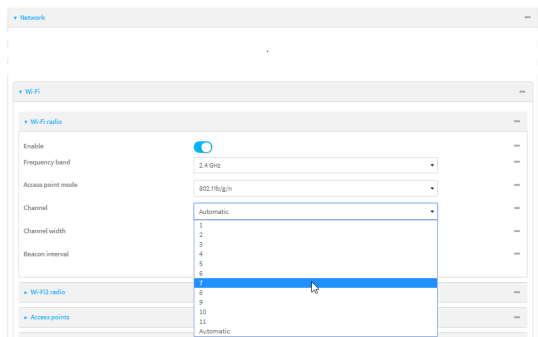 Network
Wi-Fi
Wi-Fi radio
Enable
Frequency band
2.4 GHz
Access point mode
802.11b/g/n
Channel
Automatic
Channel width
1
2
3
4
Beacon interval
5
6
7
8
9
10
11
Automatic
Wi-Fi2 radio
Access points